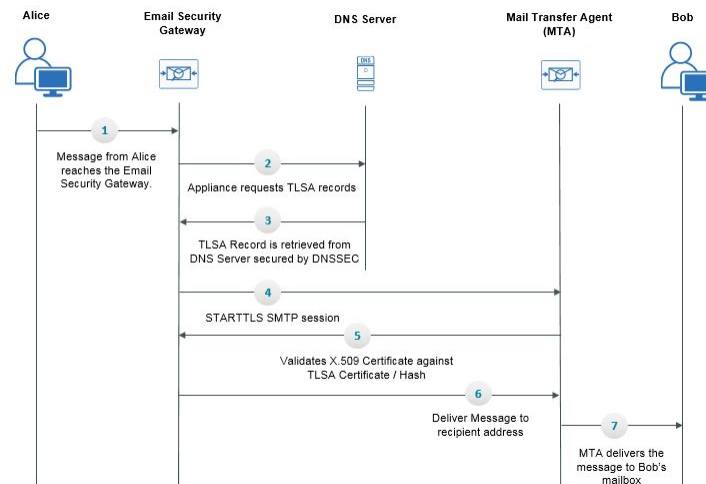 Alice
Email Security
Gateway
DNS Server
Mail Transfer Agent
(MTA)
Bob
DNS
1
Message from Alice
reaches the Email
Security Gateway.
2
Appliance requests TLSA records
3
TLSA Record is retrieved from
DNS Server secured by DNSSEC
4
STARTTLS SMTP session
5
Validates X.509 Certificate against
TLSA Certificate / Hash
6
Deliver Message to
recipient address
7
MTA delivers the
message to Bob's
mailbox